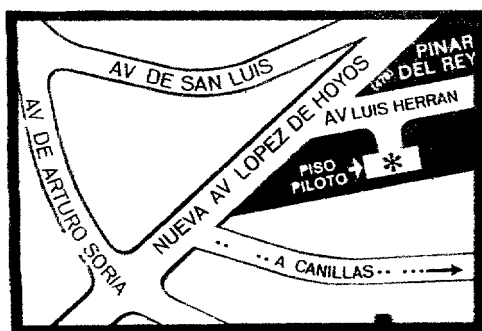 PINAR
DEL REY
AV DE SAN LUIS
AV LUIS HERRAN
AV DE ARTURO SORIA
NUEVA AV LOPEZ DE HOYOS
PISO
PILOTO
A CANILLAS